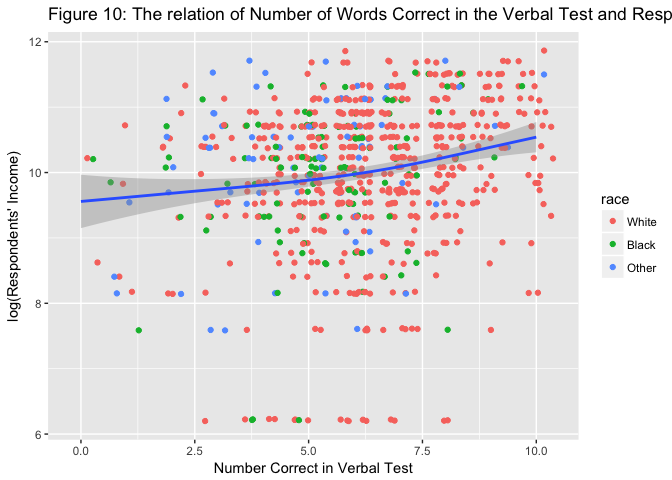 Figure 10: The relation of Number of Words Correct in the Verbal Test and Resp
12
10
8
6
log(Respondents' Income)
0.0 2.5 5.0 7.5 10.0
Number Correct in Verbal Test
race
White
Black
Other